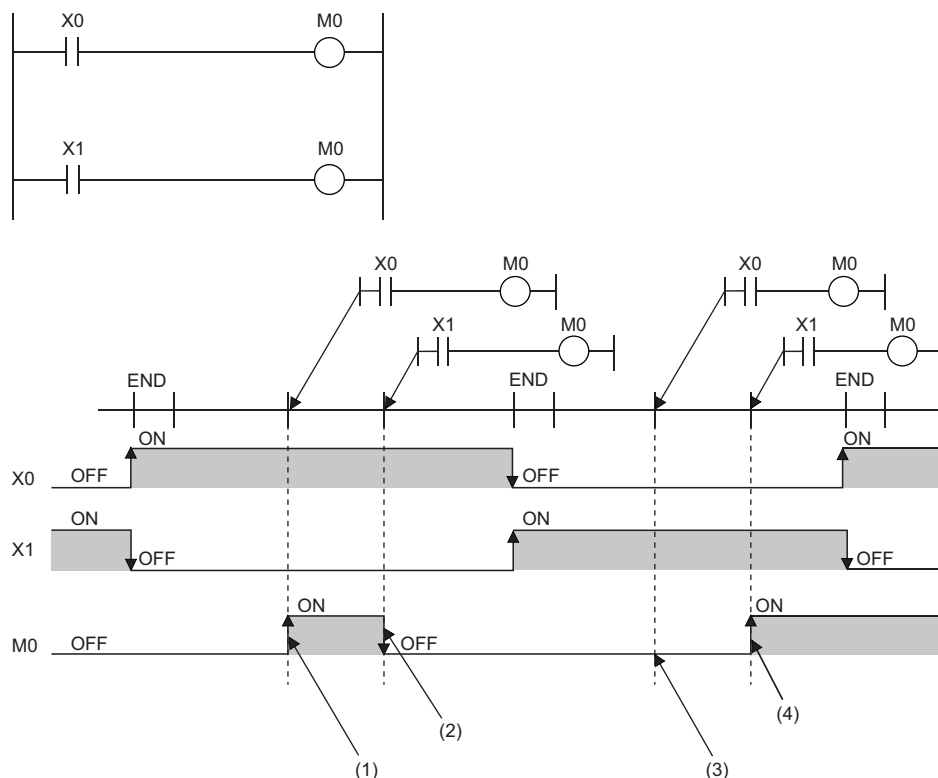 X0 M0
X1 M0
X0 M0 X0 M0
X1 M0 X1 M0
END END END
ON ON
X0 OFF OFF
ON ON
X1 OFF OFF
ON ON
M0 OFF OFF
(2) (4)
(1) (3)